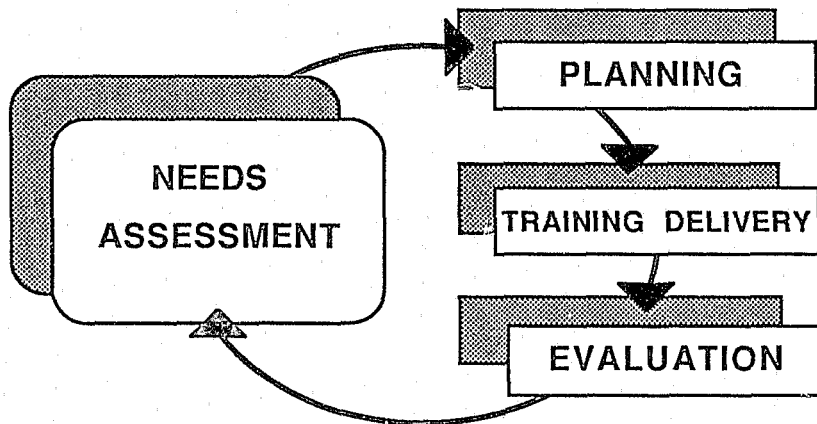 NEEDS
ASSESSMENT
PLANNING
TRAINING DELIVERY
EVALUATION